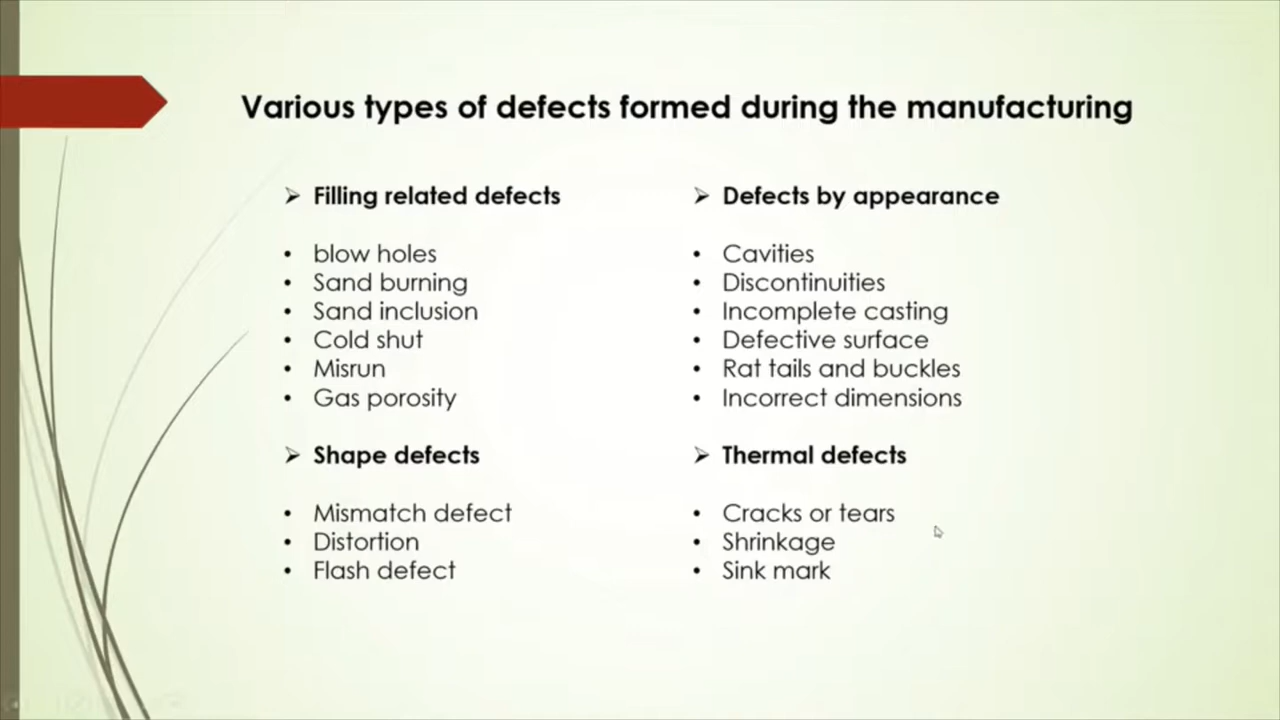 Various types of defects formed during the manufacturing
➢ Filling related defects
• blow holes
• Sand burning
• Sand inclusion
• Cold shut
• Misrun
• Gas porosity
➢ Shape defects
• Mismatch defect
• Distortion
• Flash defect
➢ Defects by appearance
• Cavities
• Discontinuities
• Incomplete casting
• Defective surface
• Rat tails and buckles
• Incorrect dimensions
➢ Thermal defects
• Cracks or tears
• Shrinkage
• Sink mark